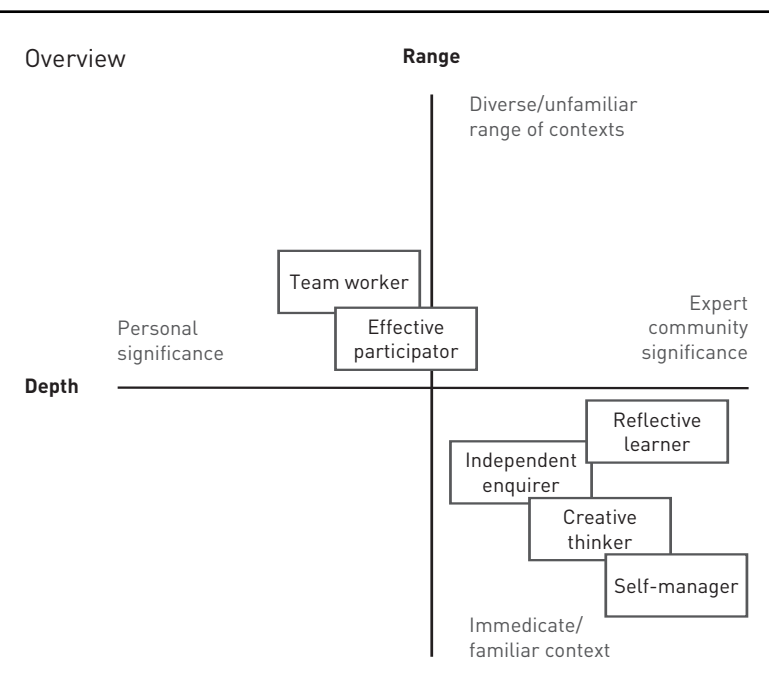 Overview
Range
Diverse/unfamiliar
range of contexts
Team worker
Effective
participator
Personal
significance
Expert
community
significance
Depth
Reflective
learner
Independent
enquirer
Creative
thinker
Self-manager
Immedicate/
familiar context